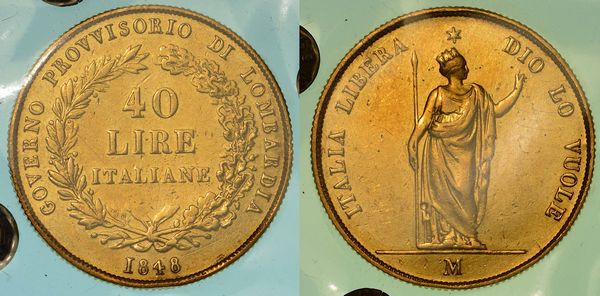 GOVERNO PROVVISORIO DI LOMBARDIA
40
LIRE
ITALIANE
1848
ITALIA LIBERA DIO LO VUOLE
M